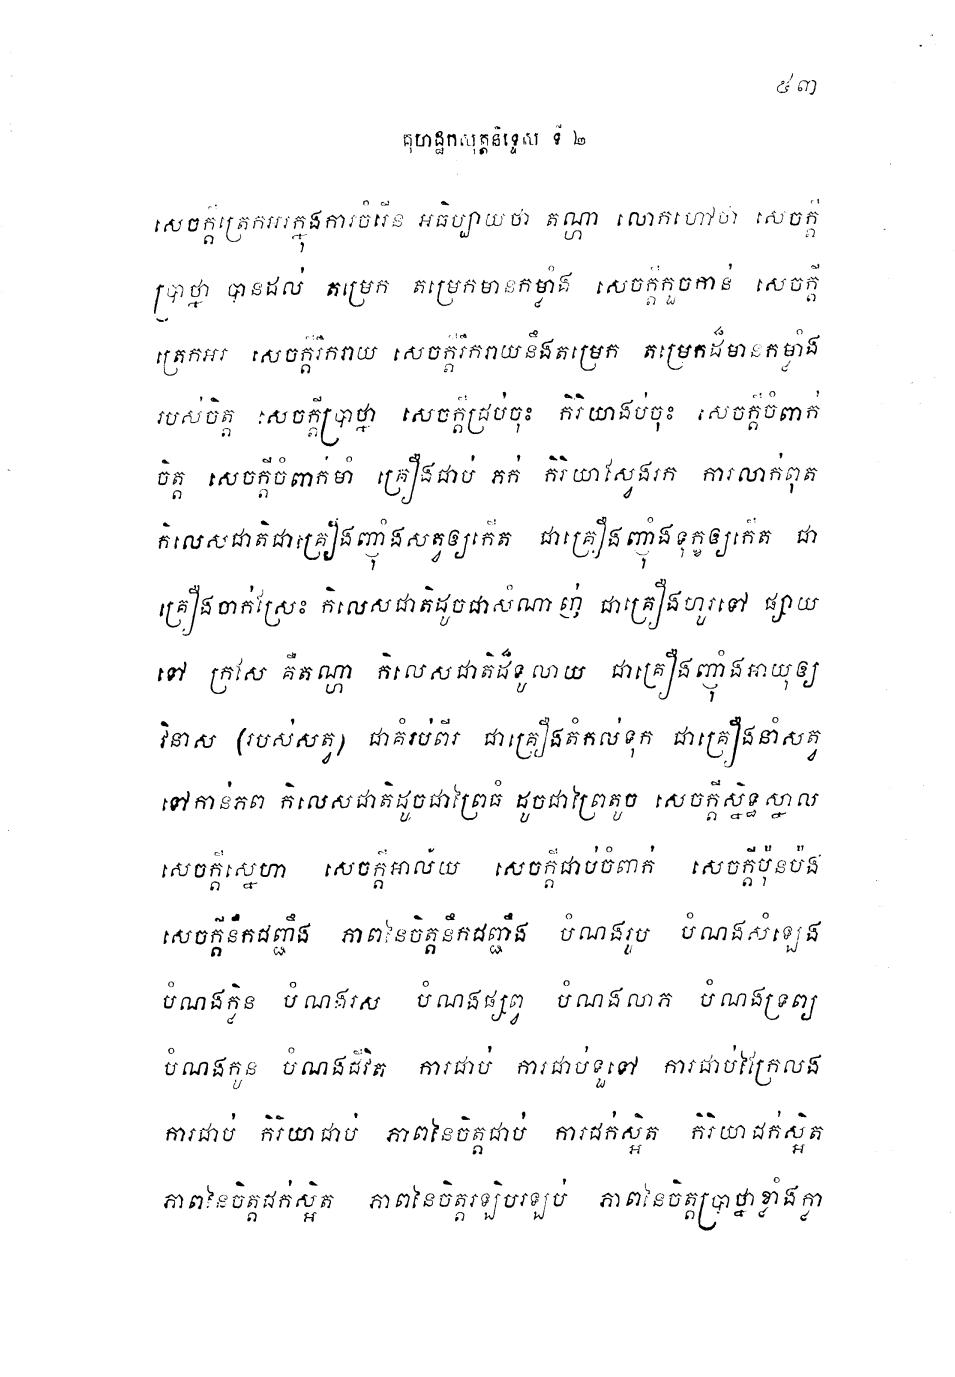 ៥៣
គុហដ្ឋកសុត្តនិទ្ទេស ទី ២
សេចក្តីត្រេកអរក្នុងការចំរើន អធិប្បាយថា តណ្ហា លោកហៅថា សេចក្តី
ប្រាថ្នា បានដល់ តម្រេក តម្រេកមានកម្លាំង សេចក្តីកួចកាន់ សេចក្តី
ត្រេកអរ សេចក្តីរីករាយ សេចក្តីរីករាយនឹងតម្រេក តម្រេកដ៏មានកម្លាំង
របស់ចិត្ត សេចក្តីប្រាថ្នា សេចក្តីជ្រប់ចុះ កិរិយាងប់ចុះ សេចក្តីចំពាក់
ចិត្ត សេចក្តីចំពាក់មាំ គ្រឿងជាប់ ភក់ កិរិយាស្វែងរក ការលាក់ពុត
កិលេសជាតិជាគ្រឿងញ៉ាំងសត្វឲ្យកើត ជាគ្រឿងញ៉ាំងទុក្ខឲ្យកើត ជា
គ្រឿងចាក់ស្រែះ កិលេសជាតិដូចជាសំណាញ់ ជាគ្រឿងហូរទៅ ផ្សាយ
ទៅ ក្រសែ គឺតណ្ហា កិលេសជាតិដ៏ទូលាយ ជាគ្រឿងញ៉ាំងអាយុឲ្យ
វិនាស (របស់សត្វ) ជាគំរប់ពីរ ជាគ្រឿងតំកល់ទុក ជាគ្រឿងនាំសត្វ
ទៅកាន់ភព កិលេសជាតិដូចជាព្រៃធំ ដូចជាព្រៃតូច សេចក្តីស្និទ្ធស្នាល
សេចក្តីស្នេហា សេចក្តីអាល័យ សេចក្តីជាប់ចំពាក់ សេចក្តីប៉ុនប៉ង
សេចក្តីនឹកដញ្ជឹង ភាពនៃចិត្តនឹកដញ្ជឹង បំណងរូប បំណងសំឡេង
បំណងក្លិន បំណងរស បំណងផ្សព្វ បំណងលាភ បំណងទ្រព្យ
បំណងកូន បំណងជីវិត ការជាប់ ការជាប់ទួទៅ ការជាប់ក្រៃលែង
ការជាប់ កិរិយាជាប់ ភាពនៃចិត្តជាប់ ការដក់ស្អិត កិរិយាដក់ស្អិត
ភាពនៃចិត្តដក់ស្អិត ភាពនៃចិត្តរឡិបរឡប់ ភាពនៃចិត្តប្រាថ្នាខ្លាំងក្លា